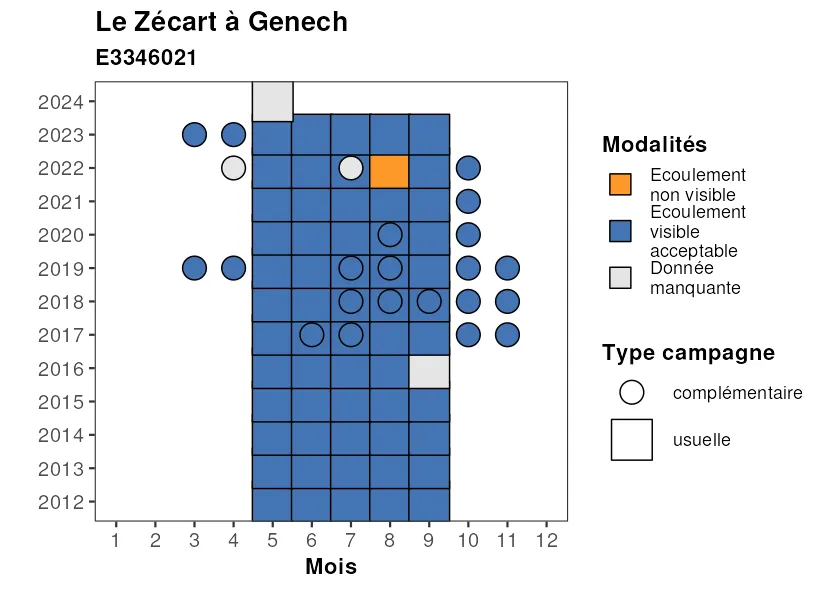 Le Zécart à Genech
E3346021
2024
2023
2022
2021
2020
2019
2018
2017
2016
2015
2014
2013
2012
1 2 3 4 5 6 7 8 9 10 11 12
Mois
Modalités
Ecoulement
non visible
Ecoulement
visible
acceptable
Donnée
manquante
Type campagne
complémentaire
usuelle